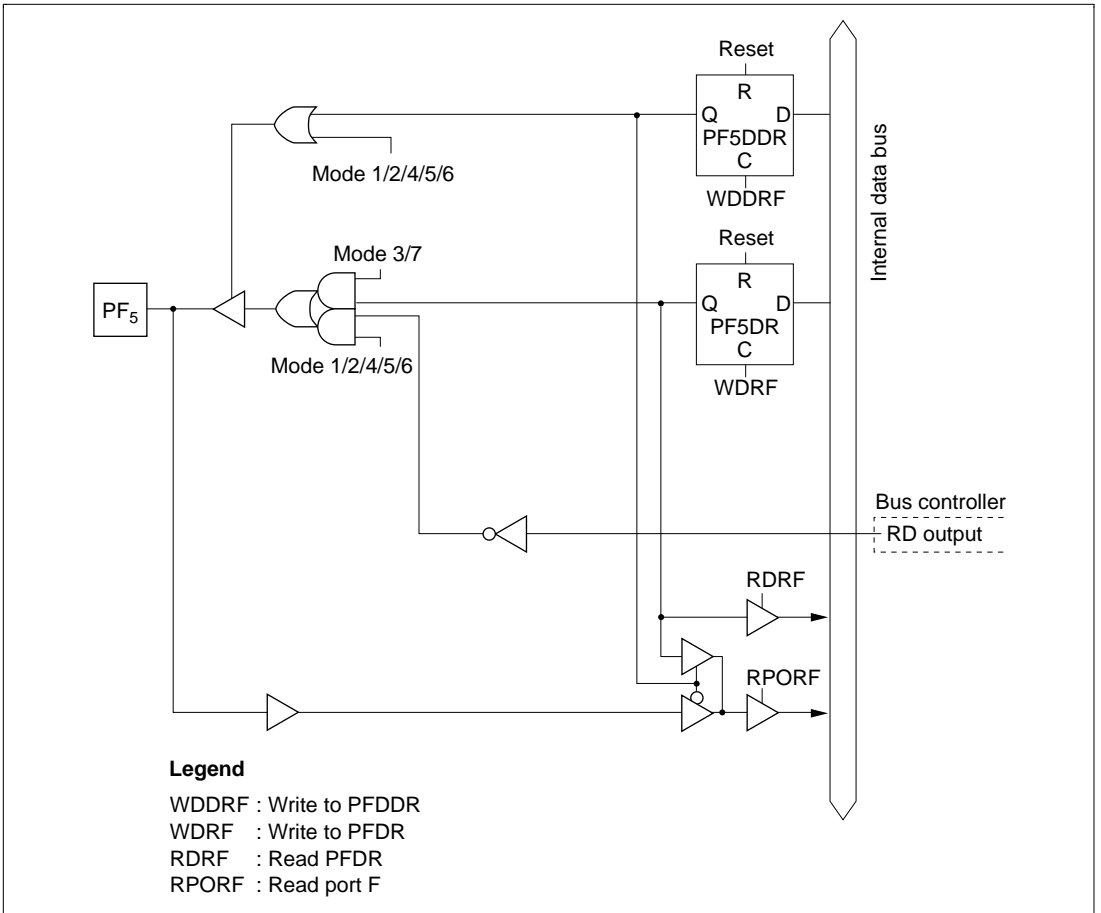 Reset
R
Q D
PF5DDR
C
WDDRF
Mode 1/2/4/5/6
Internal data bus
Reset
R
Q D
PF5DR
C
WDRF
Mode 3/7
PF5
Mode 1/2/4/5/6
Bus controller
RD output
RDRF
RPORF
Legend
WDDRF : Write to PFDDR
WDRF : Write to PFDR
RDRF : Read PFDR
RPORF : Read port F